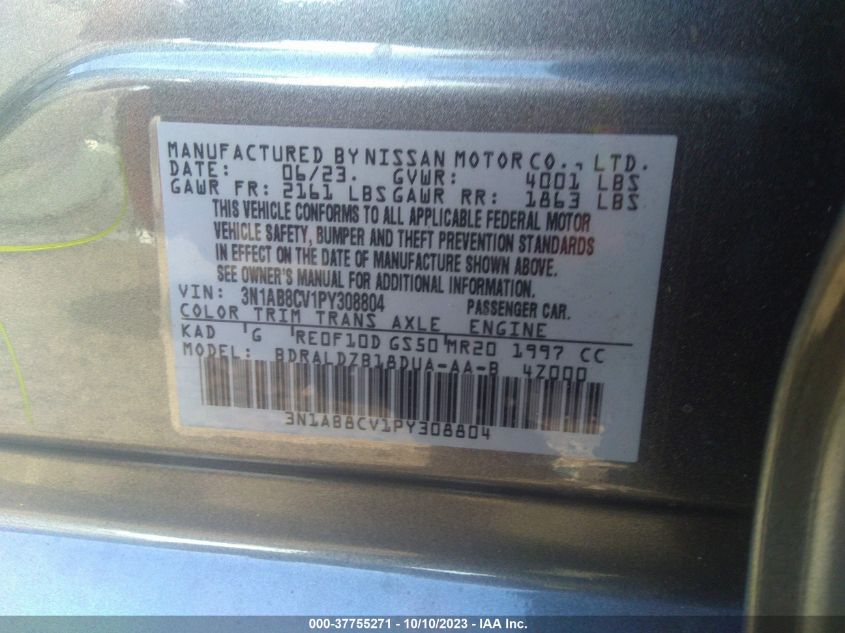 MANUFACTURED BY NISSAN MOTOR CO., LTD.
DATE: 06/23. GVWR: 4001 LBS
GAWR FR: 2161 LBS GAWR RR: 1863 LBS
THIS VEHICLE CONFORMS TO ALL APPLICABLE FEDERAL MOTOR
VEHICLE SAFETY, BUMPER AND THEFT PREVENTION STANDARDS
IN EFFECT ON THE DATE OF MANUFACTURE SHOWN ABOVE.
SEE OWNER'S MANUAL FOR ADDITIONAL INFORMATION.
VIN: 3N1AB8CV1PY308804 PASSENGER CAR.
COLOR TRIM TRANS AXLE ENGINE
KAD G RE0F10D GS50 MR20 1997 CC
MODEL: BDRALDZB18DUA-AA-B 4Z000
3N1AB8CV1PY308804
000-37755271 - 10/10/2023 - IAA Inc.